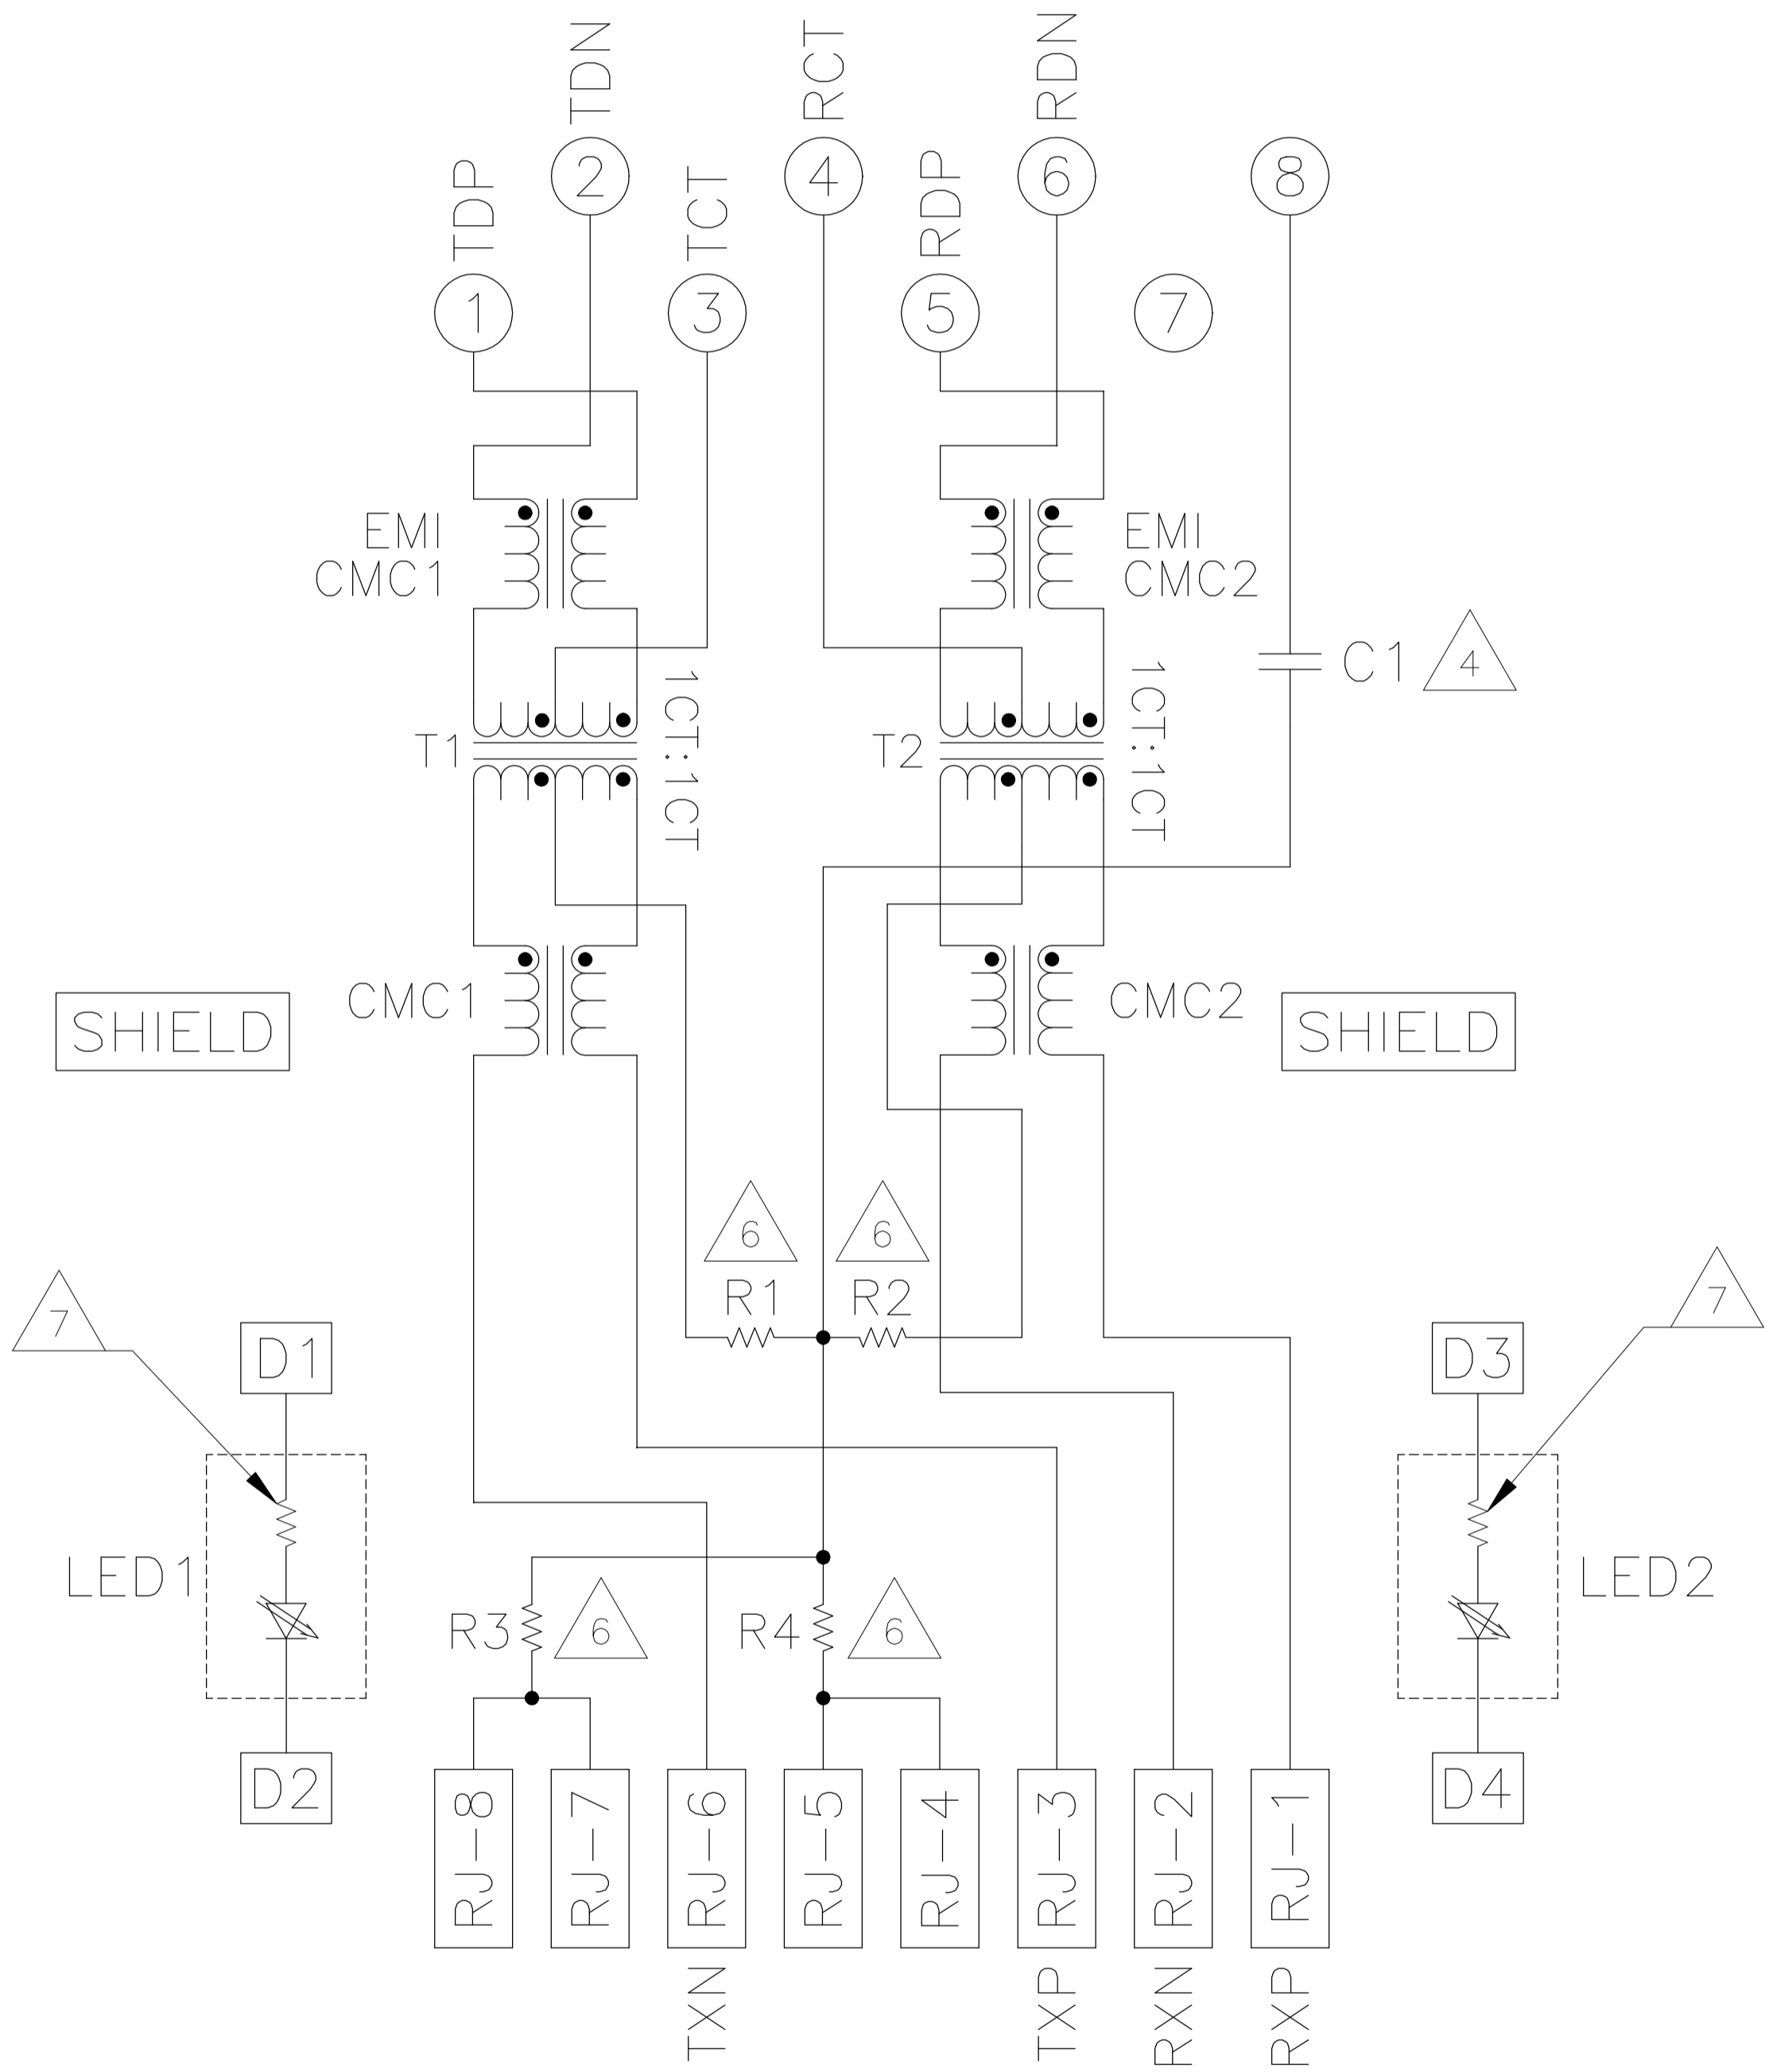 TDP
TDN
TCT
RCT
RDP
RDN
1
2
3
4
5
6
7
8
EMI
CMC1
EMI
CMC2
C1
4
T1
1CT:1CT
T2
1CT:1CT
CMC1
CMC2
SHIELD
SHIELD
6
6
R1
R2
7
7
D1
D3
LED1
LED2
R3
6
R4
6
D2
D4
RJ-8
RJ-7
RJ-6
RJ-5
RJ-4
RJ-3
RJ-2
RJ-1
TXN
TXP
RXN
RXP